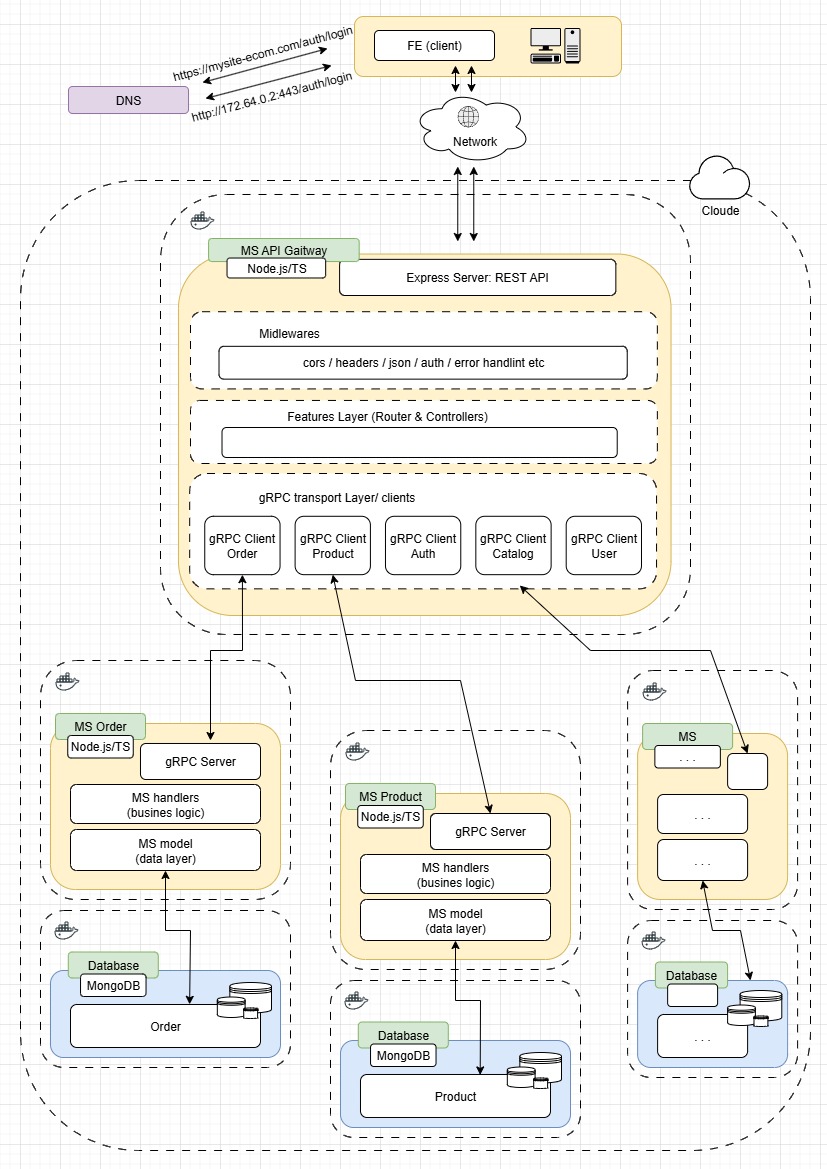 https://mysite-ecom.com/auth/login
http://172.64.0.2:443/auth/login
DNS
FE (client)
Network
Cloude
MS API Gaitway
Node.js/TS
Express Server: REST API
Midlewares
cors / headers / json / auth / error handlint etc
Features Layer (Router & Controllers)
gRPC transport Layer/ clients
gRPC Client
Order
gRPC Client
Product
gRPC Client
Auth
gRPC Client
Catalog
gRPC Client
User
MS Order
Node.js/TS
gRPC Server
MS handlers
(busines logic)
MS model
(data layer)
Database
MongoDB
Order
MS Product
Node.js/TS
gRPC Server
MS handlers
(busines logic)
MS model
(data layer)
Database
MongoDB
Product
MS
. . .
. . .
. . .
Database
. . .